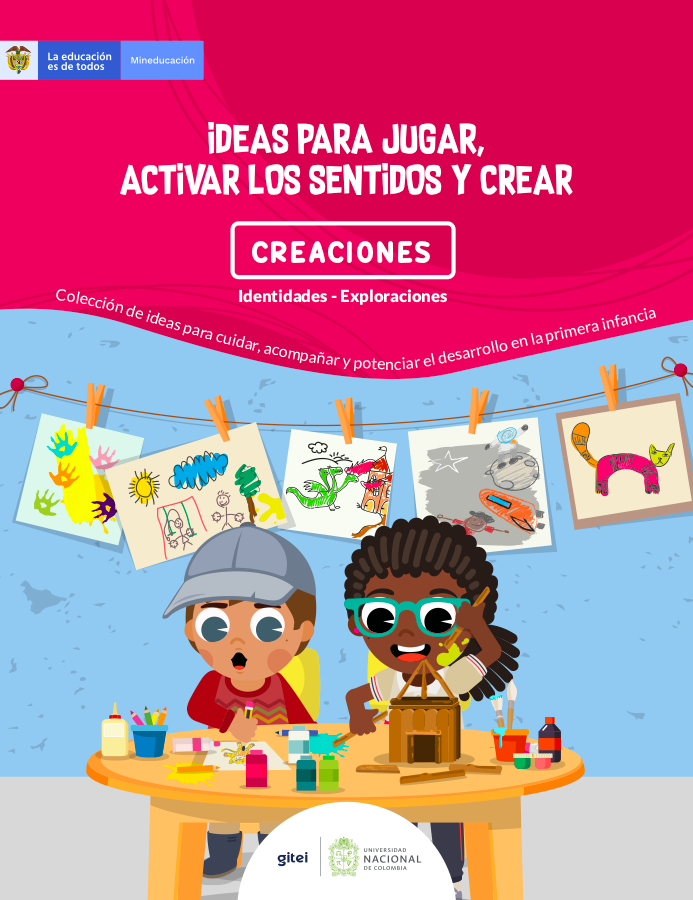 La educación
es de todos
Mineducación
iDEAS PARA JUGAR,
ACTiVAR LOS SENTiDOS Y CREAR
CREACIONES
Identidades - Exploraciones
Colección de ideas para cuidar, acompañar y potenciar el desarrollo en la primera infancia
gitei
UNIVERSIDAD
NACIONAL
DE COLOMBIA